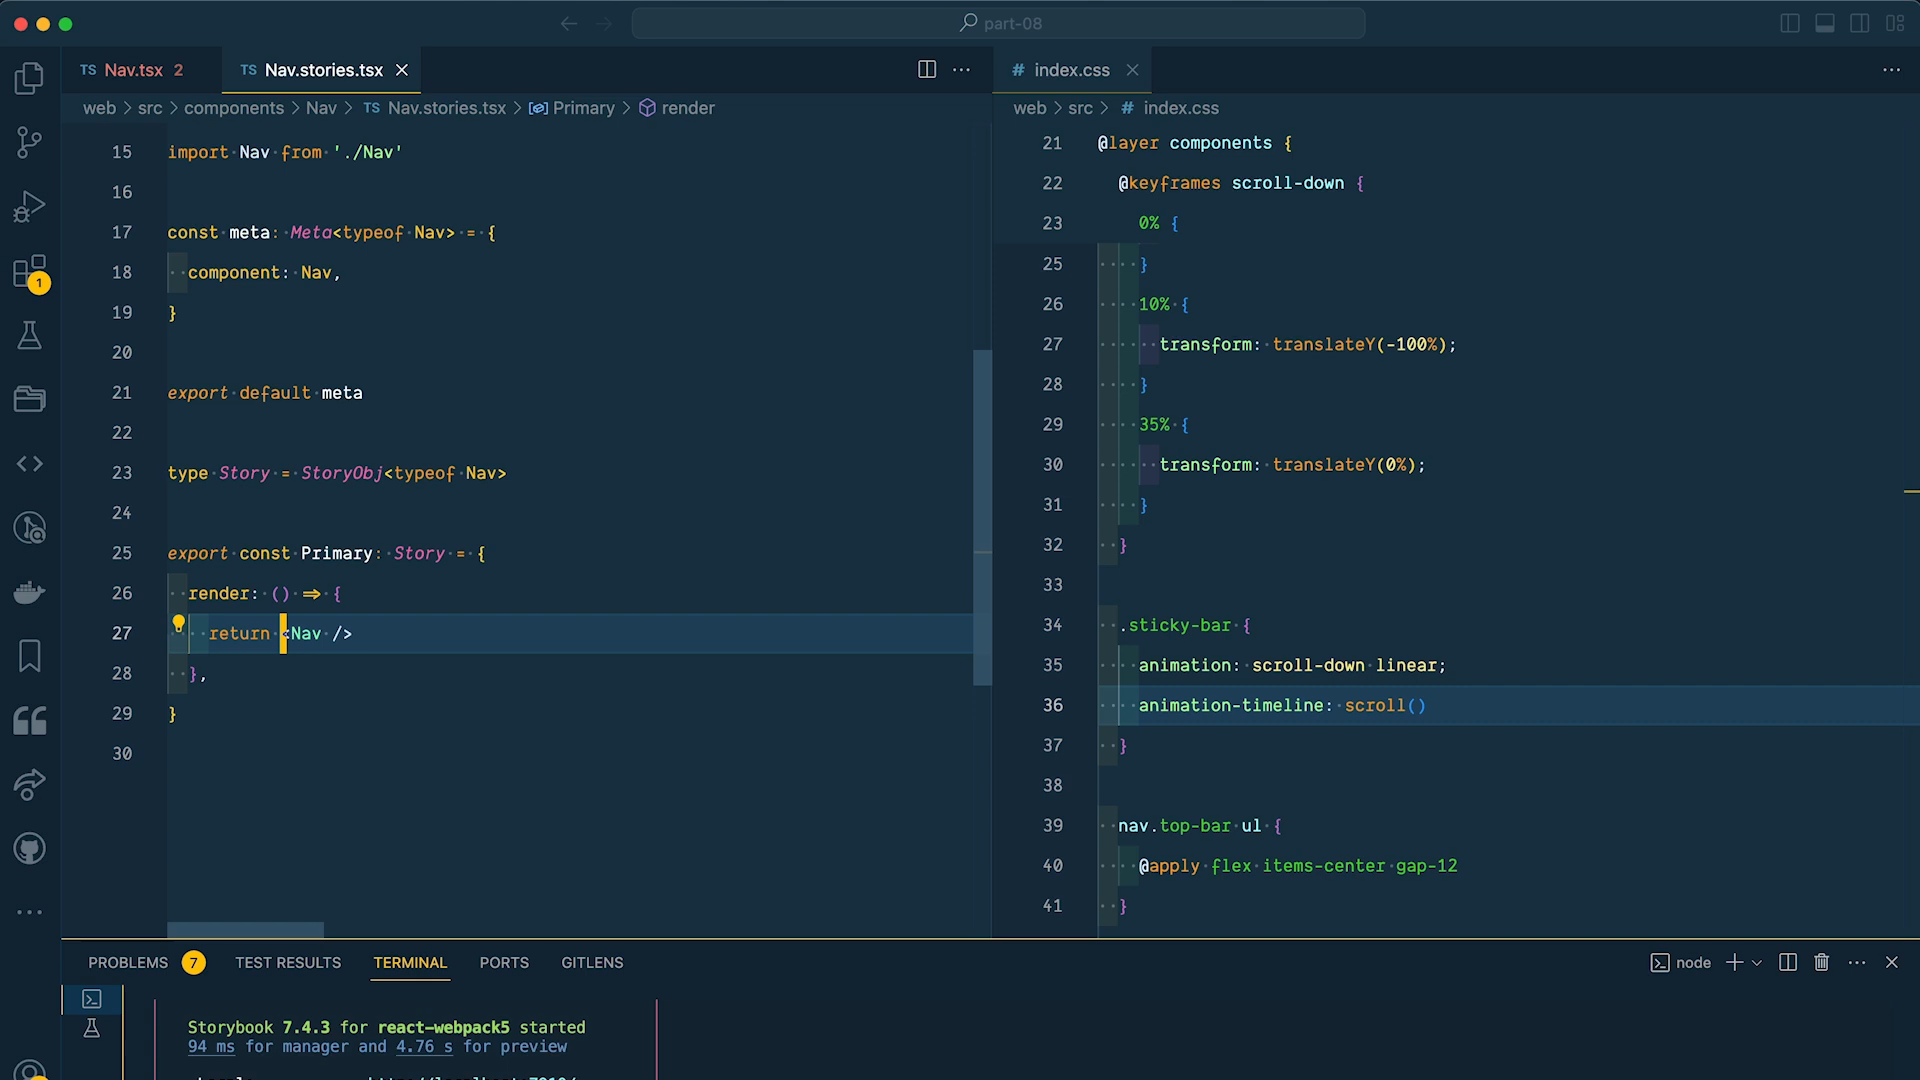 part-08
TS Nav.tsx 2
TS Nav.stories.tsx
# index.css
web > src > components > Nav > TS Nav.stories.tsx > Primary > render
web > src > # index.css
15 import Nav from './Nav'
16
17 const meta: Meta<typeof Nav> = {
18 component: Nav,
19 }
20
21 export default meta
22
23 type Story = StoryObj<typeof Nav>
24
25 export const Primary: Story = {
26 render: () => {
27 return <Nav />
28 },
29 }
30
21 @layer components {
22 @keyframes scroll-down {
23 0% {
25 }
26 10% {
27 transform: translateY(-100%);
28 }
29 35% {
30 transform: translateY(0%);
31 }
32 }
33
34 .sticky-bar {
35 animation: scroll-down linear;
36 animation-timeline: scroll()
37 }
38
39 nav.top-bar ul {
40 @apply flex items-center gap-12
41 }
1
PROBLEMS 7 TEST RESULTS TERMINAL PORTS GITLENS
node
Storybook 7.4.3 for react-webpack5 started
94 ms for manager and 4.76 s for preview